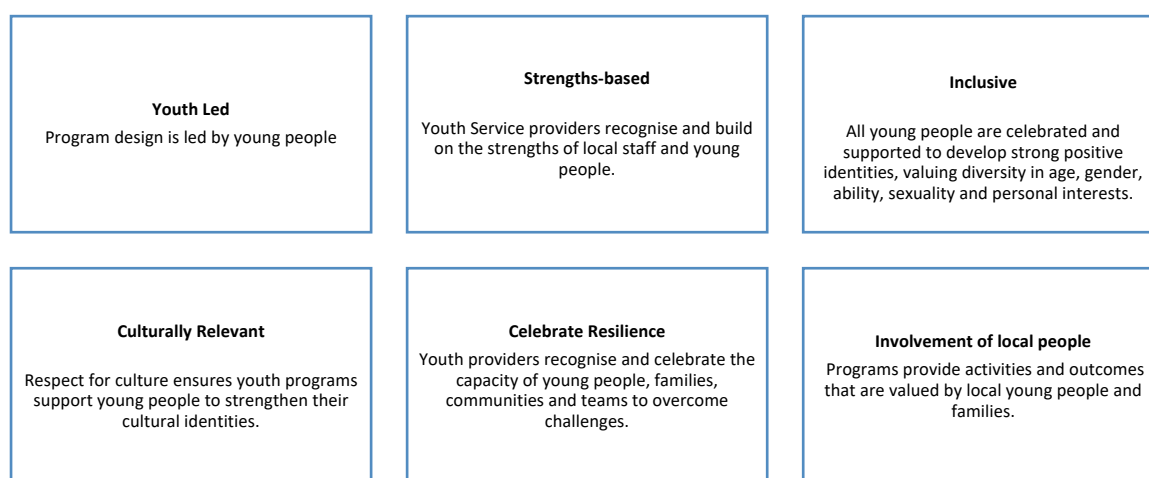 Youth Led
Program design is led by young people
Strengths-based
Youth Service providers recognise and build
on the strengths of local staff and young
people.
Inclusive
All young people are celebrated and
supported to develop strong positive
identities, valuing diversity in age, gender,
ability, sexuality and personal interests.
Culturally Relevant
Respect for culture ensures youth programs
support young people to strengthen their
cultural identities.
Celebrate Resilience
Youth providers recognise and celebrate the
capacity of young people, families,
communities and teams to overcome
challenges.
Involvement of local people
Programs provide activities and outcomes
that are valued by local young people and
families.